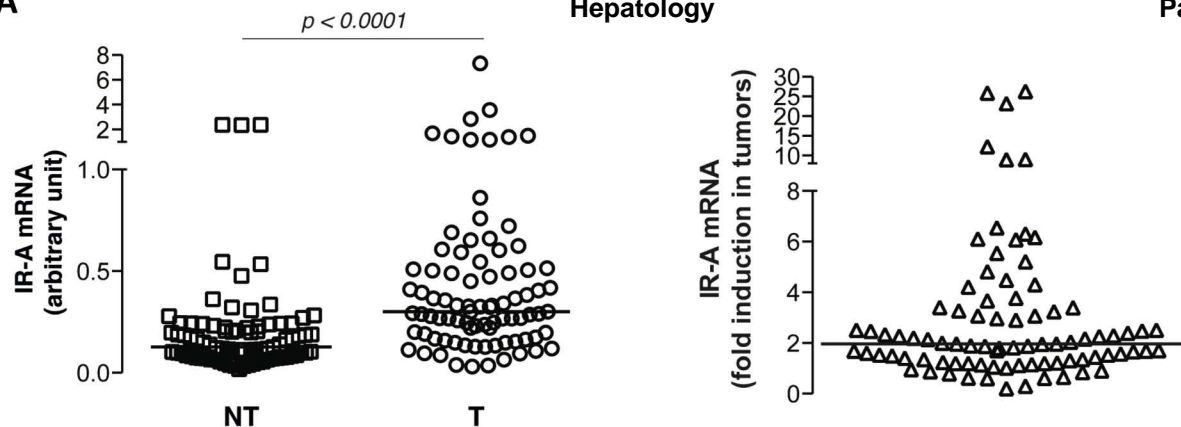 A
Hepatology
Pa
p < 0.0001
8
6
4
2
1.0
0.5
0.0
IR-A mRNA
(arbitrary unit)
NT
T
30
25
20
15
10
8
6
4
2
0
IR-A mRNA
(fold induction in tumors)